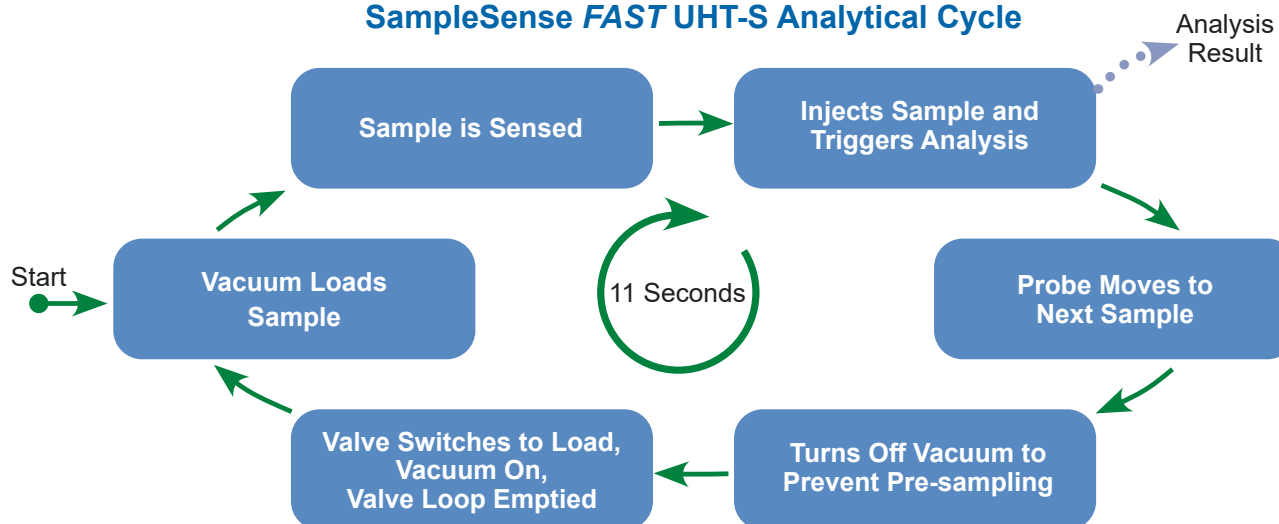 SampleSense FAST UHT-S Analytical Cycle
Analysis
Result
Sample is Sensed
Injects Sample and
Triggers Analysis
Start
Vacuum Loads
Sample
11 Seconds
Probe Moves to
Next Sample
Valve Switches to Load,
Vacuum On,
Valve Loop Emptied
Turns Off Vacuum to
Prevent Pre-sampling